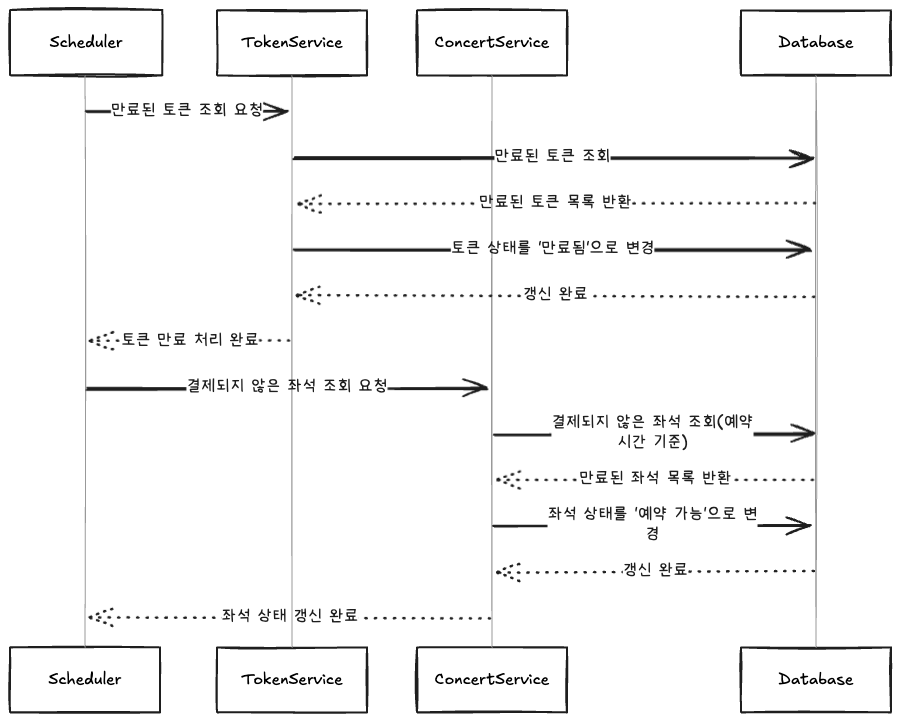 Scheduler
TokenService
ConcertService
Database
만료된 토큰 조회 요청
만료된 토큰 조회
만료된 토큰 목록 반환
토큰 상태를 '만료됨'으로 변경
갱신 완료
토큰 만료 처리 완료
결제되지 않은 좌석 조회 요청
결제되지 않은 좌석 조회(예약
시간 기준)
만료된 좌석 목록 반환
좌석 상태를 '예약 가능'으로 변
경
갱신 완료
좌석 상태 갱신 완료
Scheduler
TokenService
ConcertService
Database